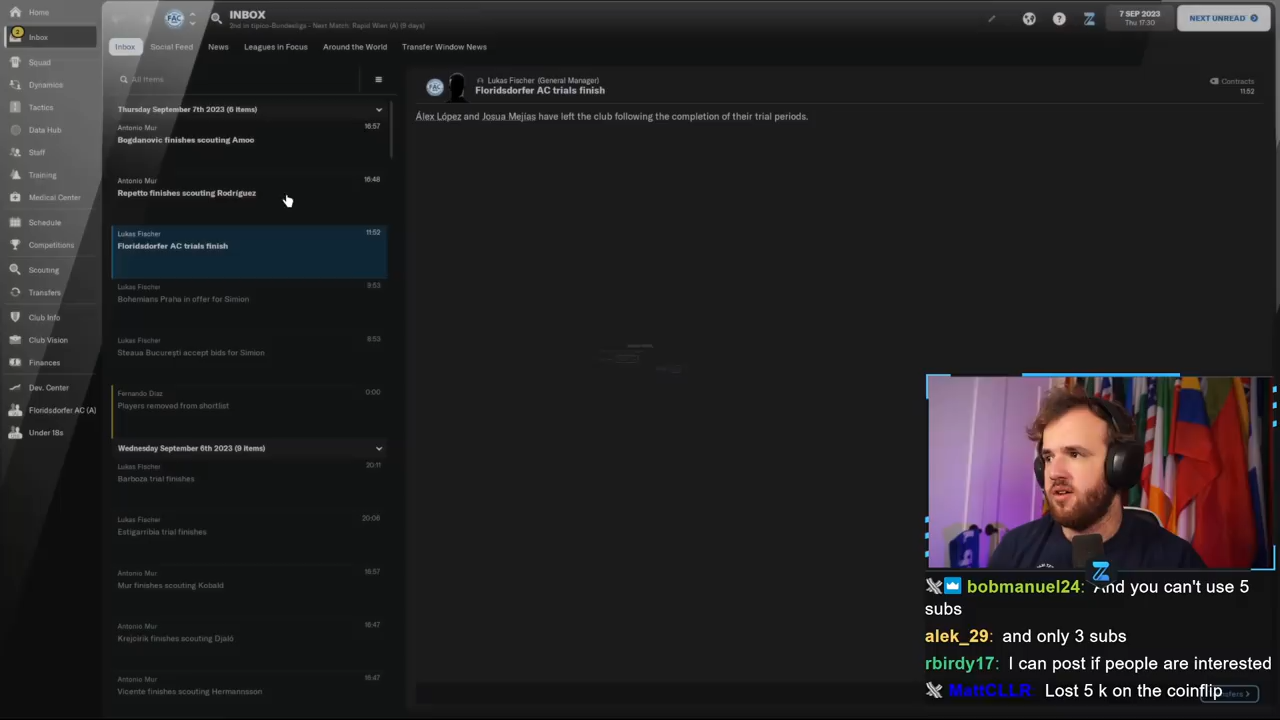 Home
Inbox
2
Squad
Dynamics
Tactics
Data Hub
Staff
Training
Medical Center
Schedule
Competitions
Scouting
Transfers
Club Info
Club Vision
Finances
Dev. Center
Floridsdorfer AC (A)
Under 18s
FAC
INBOX
2nd in tipico-Bundesliga - Next Match: Rapid Wien (A) (9 days)
7 SEP 2023
Thu 17:30
NEXT UNREAD
Inbox
Social Feed
News
Leagues in Focus
Around the World
Transfer Window News
All Items
Thursday September 7th 2023 (6 Items)
Antonio Mur 16:57
Bogdanovic finishes scouting Amoo
Antonio Mur 16:48
Repetto finishes scouting Rodríguez
Lukas Fischer 11:52
Floridsdorfer AC trials finish
Lukas Fischer 8:53
Bohemians Praha in offer for Simion
Lukas Fischer 8:53
Steaua București accept bids for Simion
Fernando Díaz 0:00
Players removed from shortlist
Wednesday September 6th 2023 (9 Items)
Lukas Fischer 20:11
Barboza trial finishes
Lukas Fischer 20:06
Estigarribia trial finishes
Antonio Mur 16:57
Mur finishes scouting Kobald
Antonio Mur 16:47
Krejcirik finishes scouting Djaló
Antonio Mur 16:47
Vicente finishes scouting Hermannsson
FAC
Lukas Fischer (General Manager)
Floridsdorfer AC trials finish
Contracts
11:52
Álex López and Josua Mejías have left the club following the completion of their trial periods.
bobmanuel24: And you can't use 5
subs
alek_29: and only 3 subs
rbirdy17: I can post if people are interested
MattCLLR: Lost 5 k on the coinflip